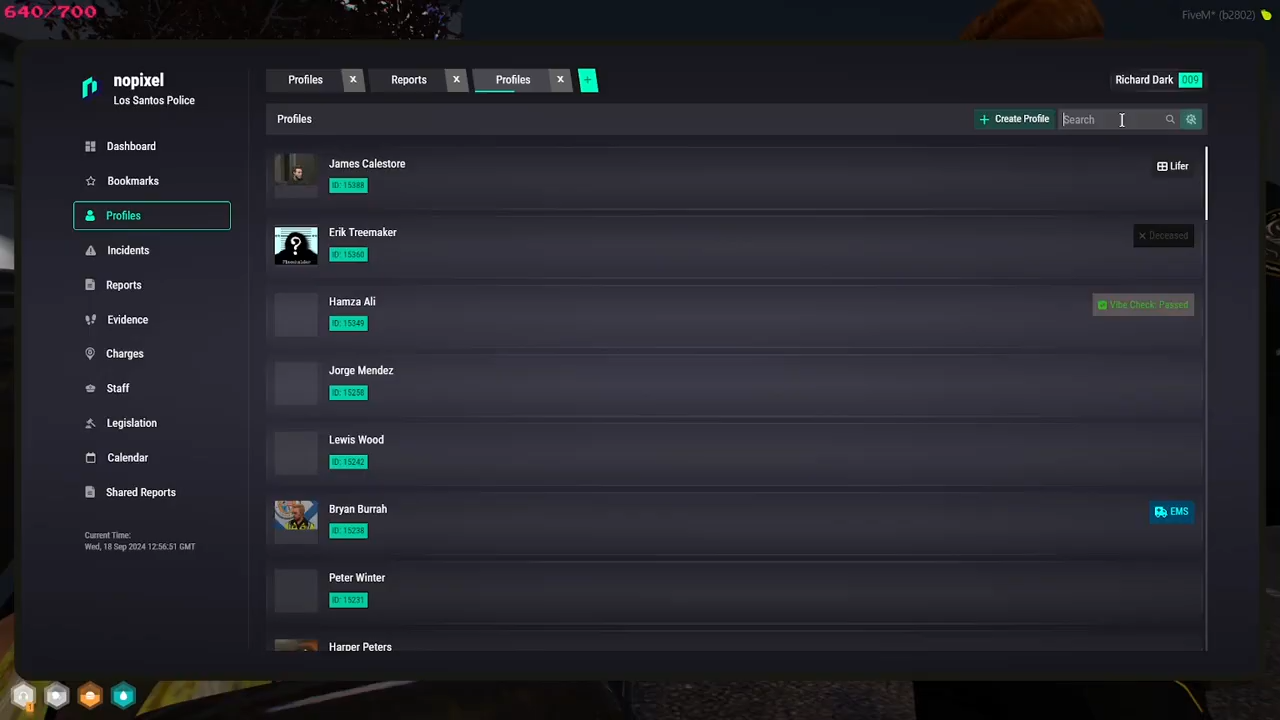 640/700
FiveM* (b2802)
nopixel
Los Santos Police
Profiles x
Reports x
Profiles x
+
Richard Dark 009
Profiles
+ Create Profile
Search
Dashboard
Bookmarks
Profiles
Incidents
Reports
Evidence
Charges
Staff
Legislation
Calendar
Shared Reports
Current Time:
Wed, 18 Sep 2024 12:56:51 GMT
James Calestore
ID: 15388
Lifer
Erik Treemaker
ID: 15360
Deceased
Hamza Ali
ID: 15349
Vibe Check: Passed
Jorge Mendez
Lewis Wood
ID: 15242
Bryan Burrah
ID: 15238
EMS
Peter Winter
ID: 15231
Harper Peters